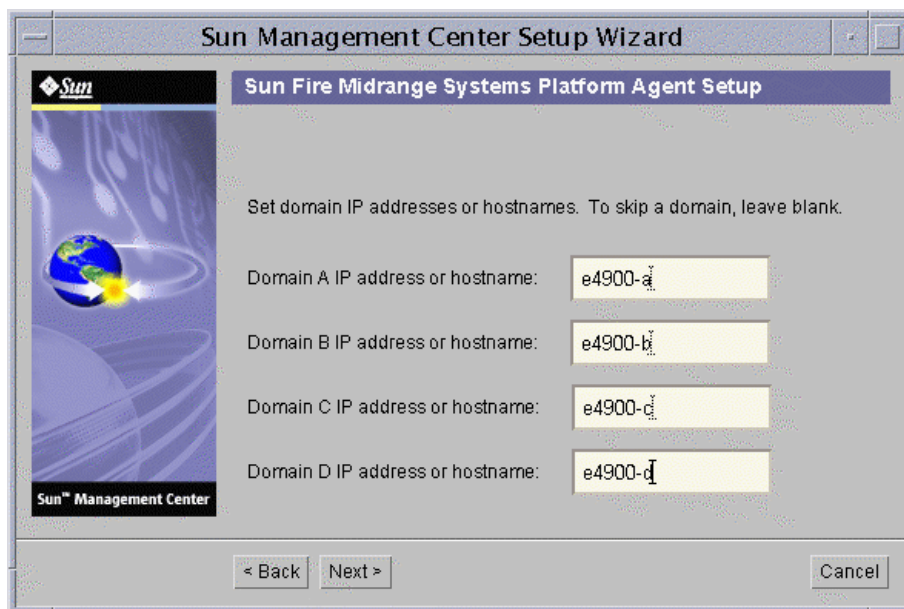 Sun Management Center Setup Wizard
Sun
Sun Fire Midrange Systems Platform Agent Setup
Set domain IP addresses or hostnames. To skip a domain, leave blank.
Domain A IP address or hostname: e4900-a
Domain B IP address or hostname: e4900-b
Domain C IP address or hostname: e4900-c
Domain D IP address or hostname: e4900-d
Sun™ Management Center
< Back Next > Cancel